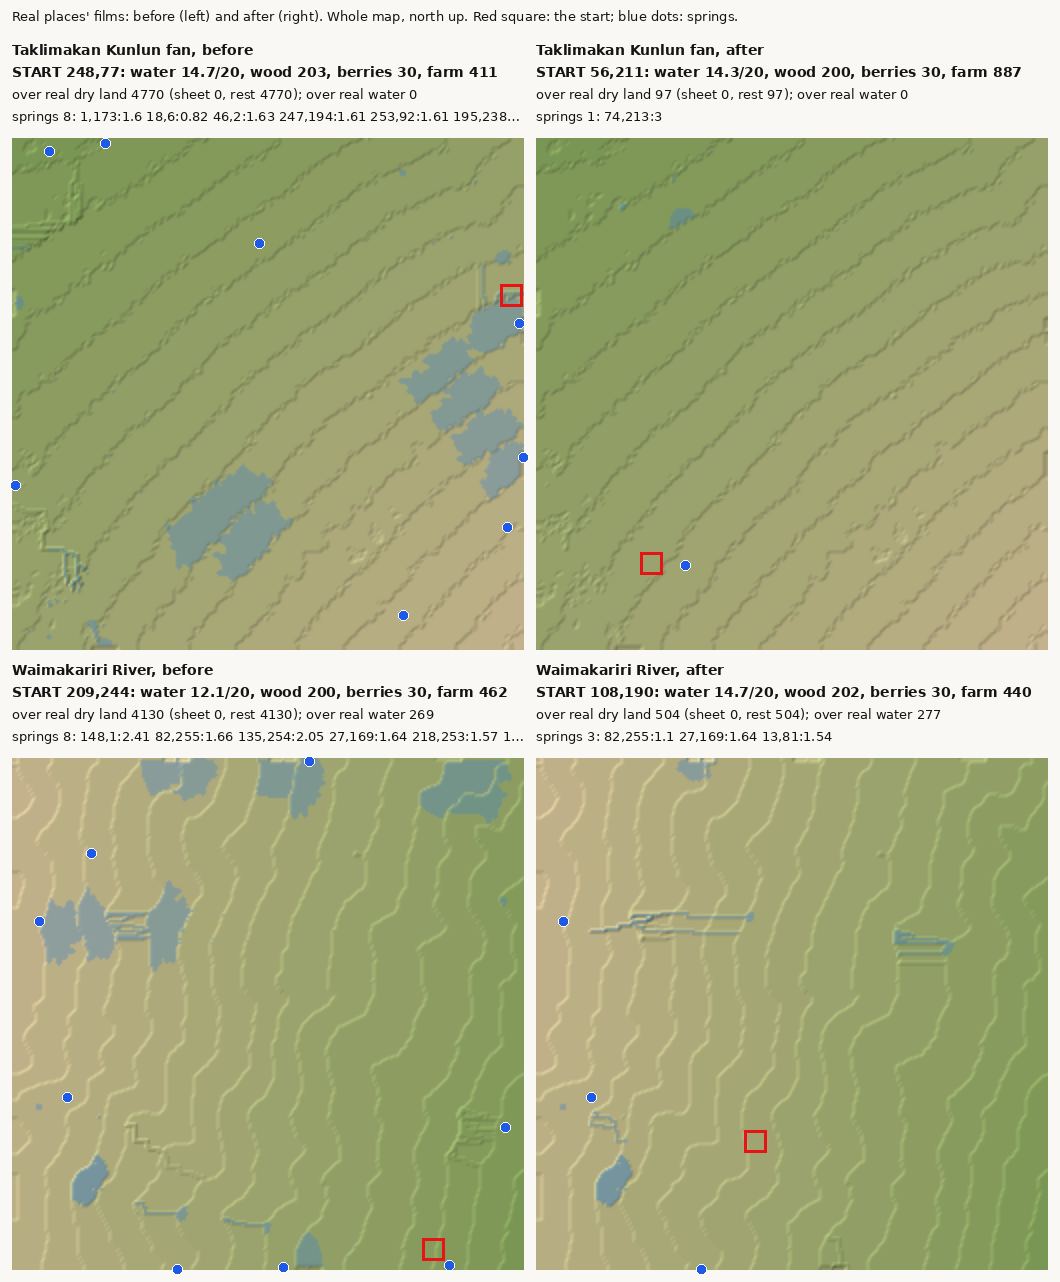 Real places' films: before (left) and after (right). Whole map, north up. Red square: the start; blue dots: springs.
Taklimakan Kunlun fan, before
START 248,77: water 14.7/20, wood 203, berries 30, farm 411
over real dry land 4770 (sheet 0, rest 4770); over real water 0
springs 8: 1,173:1.6 18,6:0.82 46,2:1.63 247,194:1.61 253,92:1.61 195,238...
Taklimakan Kunlun fan, after
START 56,211: water 14.3/20, wood 200, berries 30, farm 887
over real dry land 97 (sheet 0, rest 97); over real water 0
springs 1: 74,213:3
Waimakariri River, before
START 209,244: water 12.1/20, wood 200, berries 30, farm 462
over real dry land 4130 (sheet 0, rest 4130); over real water 269
springs 8: 148,1:2.41 82,255:1.66 135,254:2.05 27,169:1.64 218,253:1.57 1...
Waimakariri River, after
START 108,190: water 14.7/20, wood 202, berries 30, farm 440
over real dry land 504 (sheet 0, rest 504); over real water 277
springs 3: 82,255:1.1 27,169:1.64 13,81:1.54